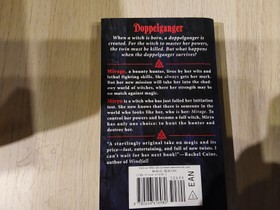 Doppelganger
When a witch is born, a doppelganger is
created. For the witch to master her powers,
the twin must be killed. But what happens
when the doppelganger survives?
Mirage, a bounty hunter, lives by her wits and
lethal fighting skills. She always gets her mark.
But her new mission will take her into the shad-
owy world of witches, where her strength may be
no match against magic.
Miryo is a witch who has just failed her initiation
test. She now knows that there is someone in the
world who looks like her, who is her: Mirage. To
control her powers and become a full witch, Miryo
has only one choice: to hunt the hunter and
destroy her.
"A startlingly original take on magic and its
price—fast, entertaining, and full of new twists. I
can't wait for her next book!" —Rachel Caine,
author of Windfall
EAN